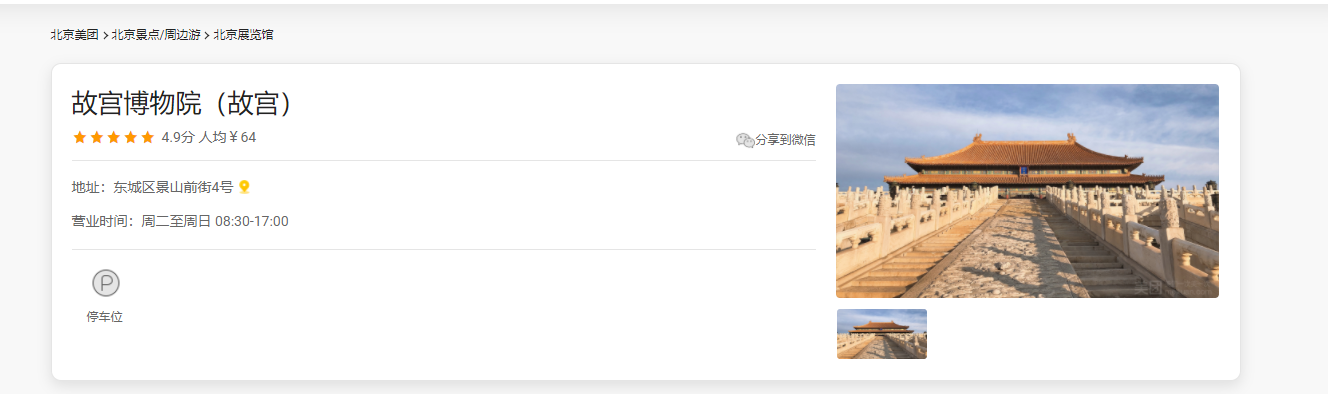 北京美团 > 北京景点/周边游 > 北京展览馆
故宫博物院（故宫）
4.9分 人均￥64
分享到微信
地址：东城区景山前街4号
营业时间：周二至周日 08:30-17:00
P
停车位